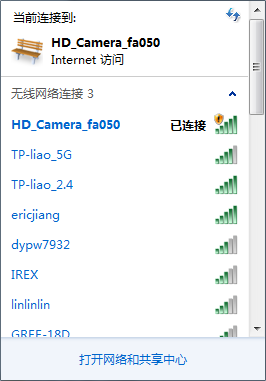 当前连接到:
HD_Camera_fa050
Internet 访问
无线网络连接 3
HD_Camera_fa050 已连接
TP-liao_5G
TP-liao_2.4
ericjiang
dypw7932
IREX
linlinlin
GREE-18D
打开网络和共享中心